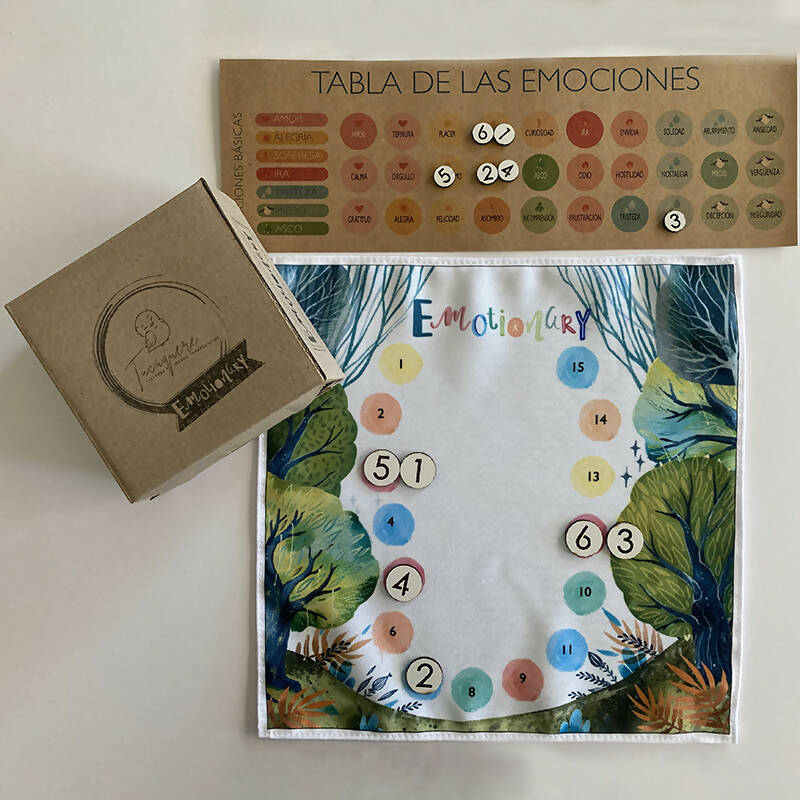 TABLA DE LAS EMOCIONES
AMOR
ALEGRÍA
SORPRESA
IRA
TRISTEZA
MIEDO
ASCO
AMOR TERNURA PLACER 6 1 CURIOSIDAD IRA ENVIDIA SOLEDAD ABURRIMIENTO ANSIEDAD
CALMA ORGULLO 5 MO 2 4 ASCO ODIO HOSTILIDAD NOSTALGIA MIEDO VERGÜENZA
GRATITUD ALEGRIA FELICIDAD ASOMBRO INCOMPRENSIÓN FRUSTRACIÓN TRISTEZA 3 DECEPCIÓN INSEGURIDAD
Tucúquere
EMOTIONARY
EMOTIONARY
1 15
2 14
5 1 13
4 6 3
4 10
6 11
2 8 9